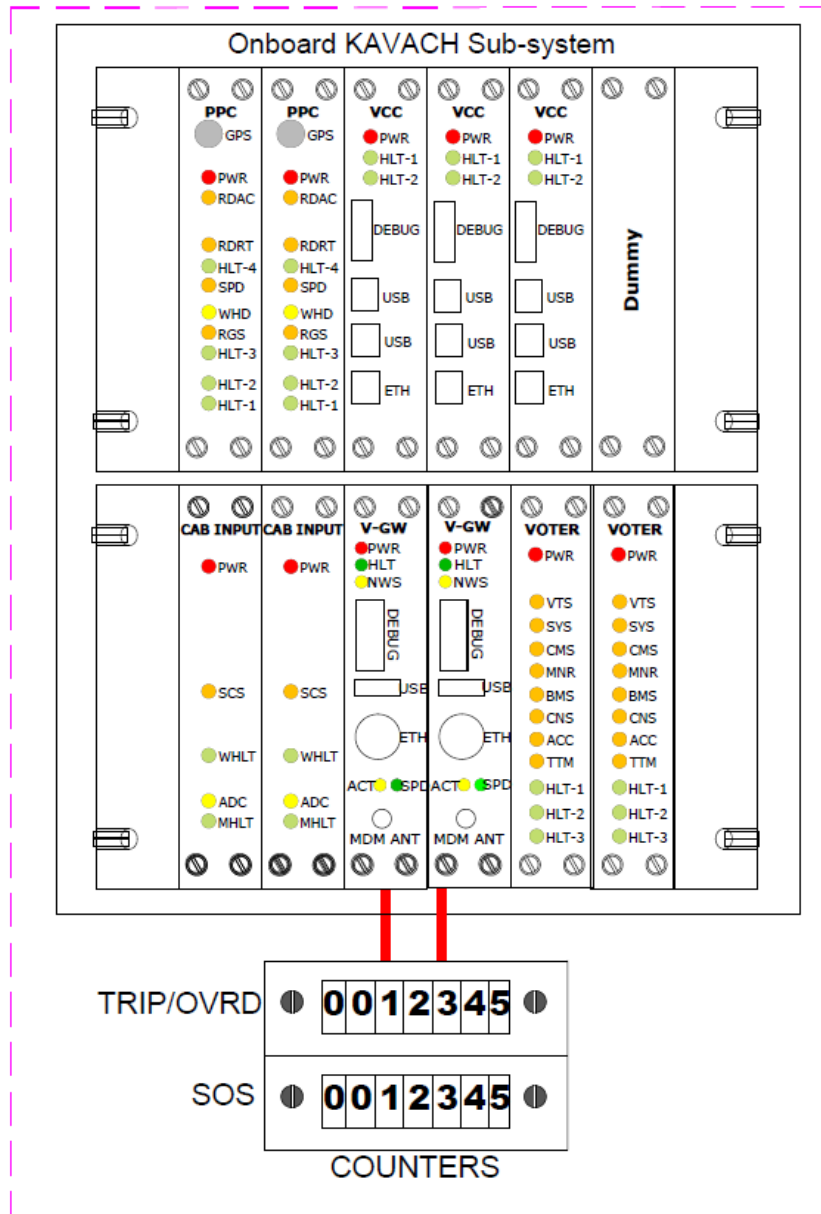 Onboard KAVACH Sub-system
PPC
GPS
PWR
RDAC
RDRT
HLT-4
SPD
WHD
RGS
HLT-3
HLT-2
HLT-1
PPC
GPS
PWR
RDAC
RDRT
HLT-4
SPD
WHD
RGS
HLT-3
HLT-2
HLT-1
VCC
PWR
HLT-1
HLT-2
DEBUG
USB
USB
ETH
VCC
PWR
HLT-1
HLT-2
DEBUG
USB
USB
ETH
VCC
PWR
HLT-1
HLT-2
DEBUG
USB
USB
ETH
Dummy
CAB INPUT
PWR
SCS
WHLT
ADC
MHLT
CAB INPUT
PWR
SCS
WHLT
ADC
MHLT
V-GW
PWR
HLT
NWS
DEBUG
USB
ETH
ACT SPD
MDM ANT
V-GW
PWR
HLT
NWS
DEBUG
USB
ETH
ACT SPD
MDM ANT
VOTER
PWR
VTS
SYS
CMS
MNR
BMS
CNS
ACC
TTM
HLT-1
HLT-2
HLT-3
VOTER
PWR
VTS
SYS
CMS
MNR
BMS
CNS
ACC
TTM
HLT-1
HLT-2
HLT-3
TRIP/OVRD 0012345
SOS 0012345
COUNTERS